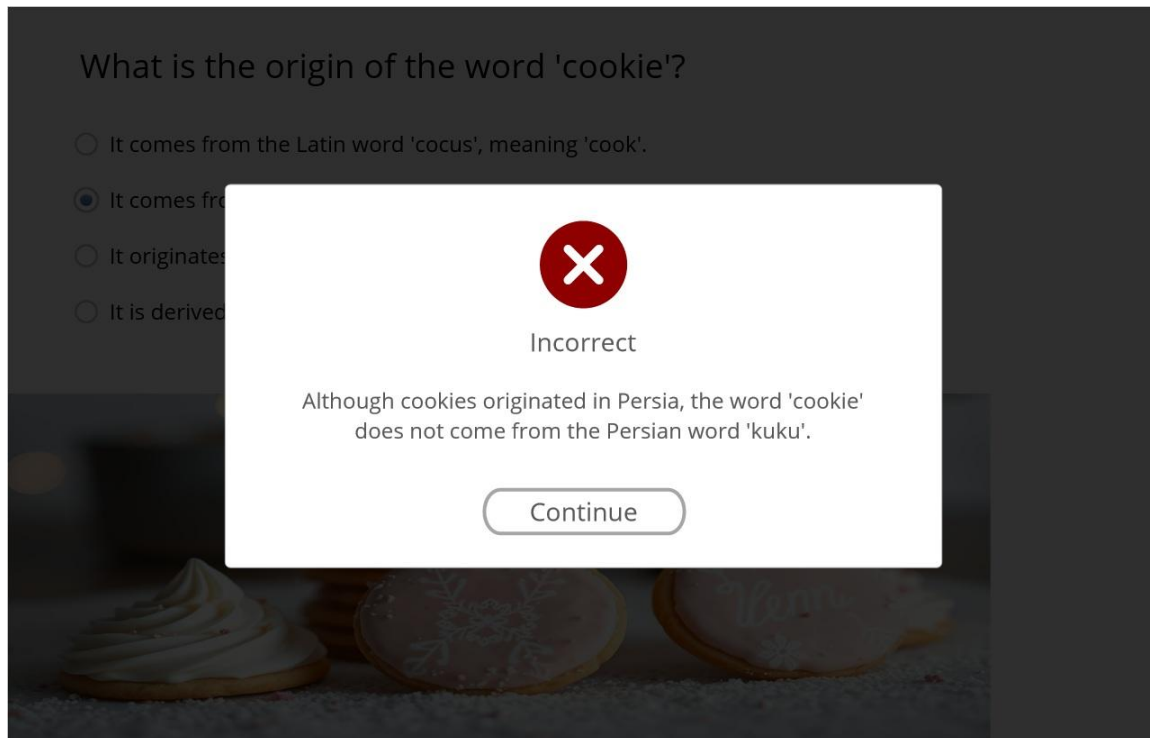 What is the origin of the word 'cookie'?
It comes from the Latin word 'cocus', meaning 'cook'.
It comes
It originates
It is derived
Incorrect
Although cookies originated in Persia, the word 'cookie'
does not come from the Persian word 'kuku'.
Continue